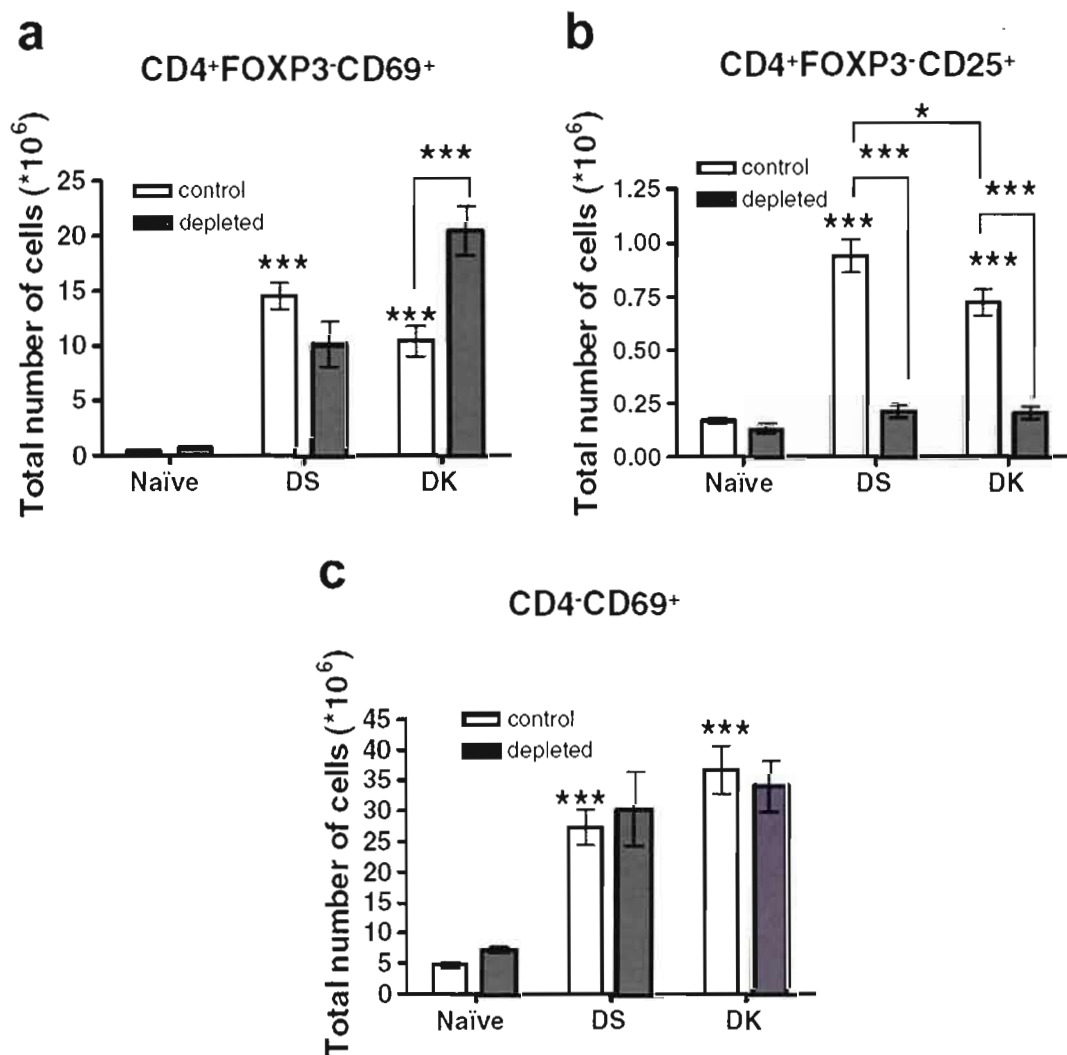 a
CD4⁺FOXP3⁻CD69⁺
Total number of cells (*10⁶)
25
20
15
10
5
0
control
depleted
***
***
***
Naïve DS DK
b
CD4⁺FOXP3⁻CD25⁺
Total number of cells (*10⁶)
1.25
1.00
0.75
0.50
0.25
0.00
control
depleted
*
***
***
***
***
Naïve DS DK
c
CD4⁻CD69⁺
Total number of cells (*10⁶)
45
40
35
30
25
20
15
10
5
0
control
depleted
***
***
Naïve DS DK